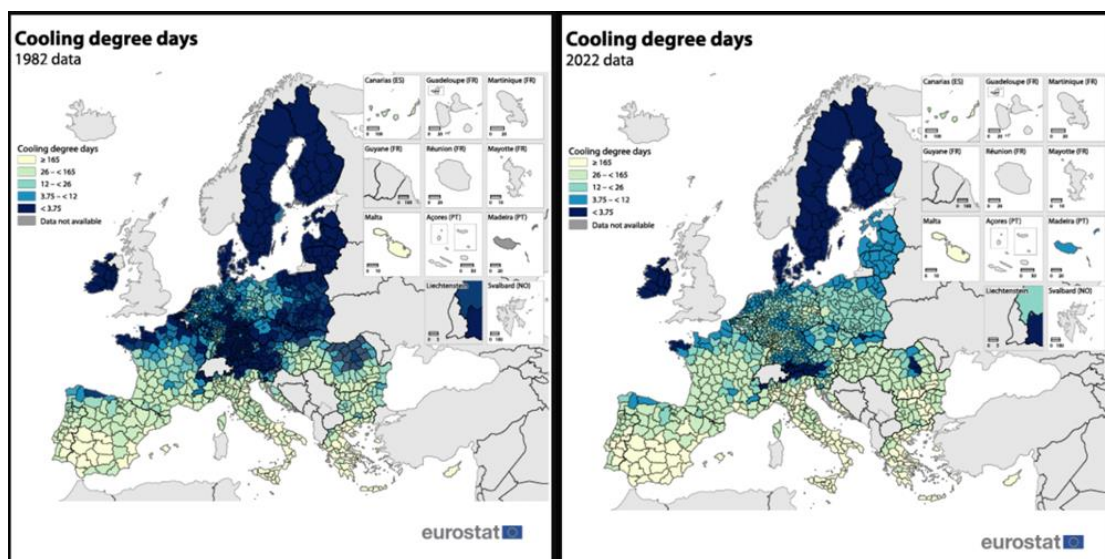 Cooling degree days
1982 data
Canarias (ES)
Guadeloupe (FR)
Martinique (FR)
Cooling degree days
≥ 165
26 – < 165
12 – < 26
3.75 – < 12
< 3.75
Data not available
Guyane (FR)
Réunion (FR)
Mayotte (FR)
Malta
Açores (PT)
Madeira (PT)
Liechtenstein
Svalbard (NO)
eurostat
Cooling degree days
2022 data
Canarias (ES)
Guadeloupe (FR)
Martinique (FR)
Cooling degree days
≥ 165
26 – < 165
12 – < 26
3.75 – < 12
< 3.75
Data not available
Guyane (FR)
Réunion (FR)
Mayotte (FR)
Malta
Açores (PT)
Madeira (PT)
Liechtenstein
Svalbard (NO)
eurostat